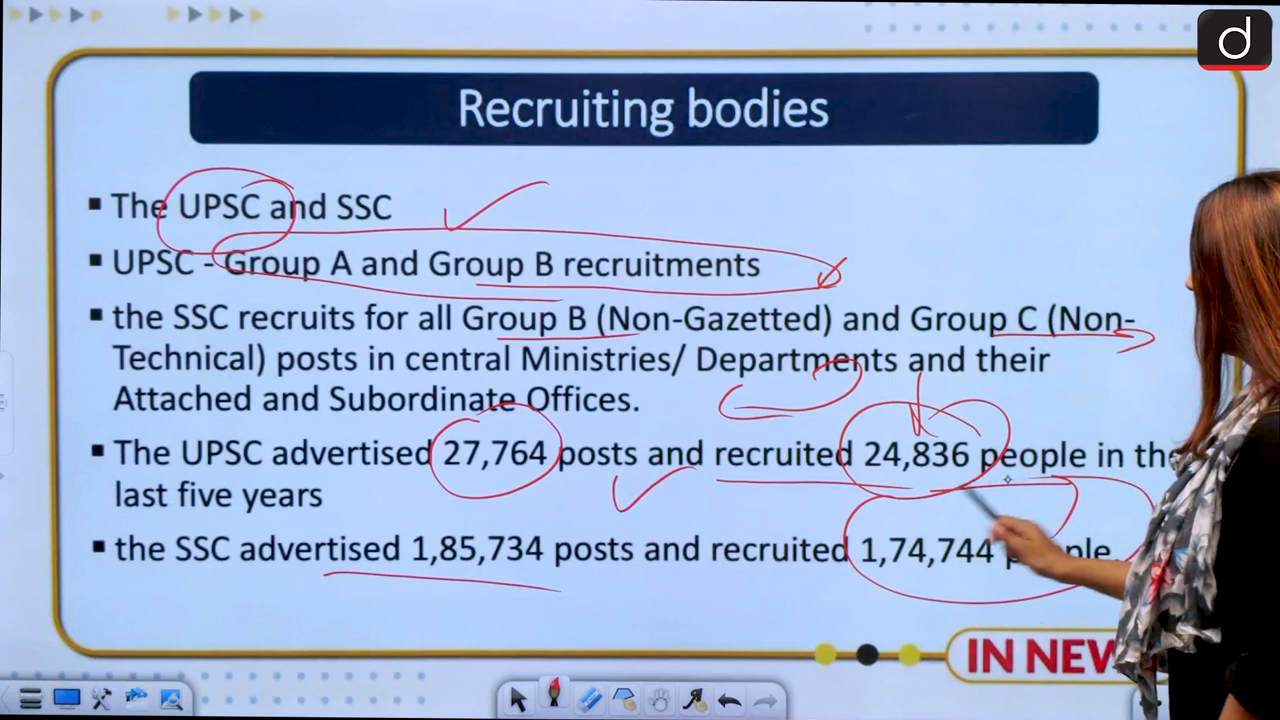 d
Recruiting bodies
▪ The UPSC and SSC
▪ UPSC - Group A and Group B recruitments
▪ the SSC recruits for all Group B (Non-Gazetted) and Group C (Non-
Technical) posts in central Ministries/ Departments and their
Attached and Subordinate Offices.
▪ The UPSC advertised 27,764 posts and recruited 24,836 people in the
last five years
▪ the SSC advertised 1,85,734 posts and recruited 1,74,744
IN NEW